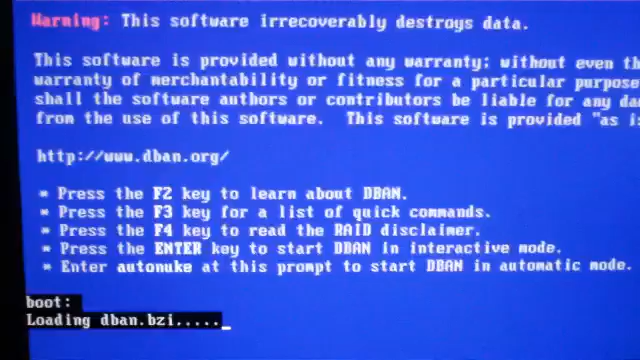 Warning: This software irrecoverably destroys data.
This software is provided without any warranty; without even the
warranty of merchantability or fitness for a particular purpose
shall the software authors or contributors be liable for any da
from the use of this software. This software is provided "as is
http://www.dban.org/
* Press the F2 key to learn about DBAN.
* Press the F3 key for a list of quick commands.
* Press the F4 key to read the RAID disclaimer.
* Press the ENTER key to start DBAN in interactive mode.
* Enter autonuke at this prompt to start DBAN in automatic mode.
boot:
Loading dban.bzi.....